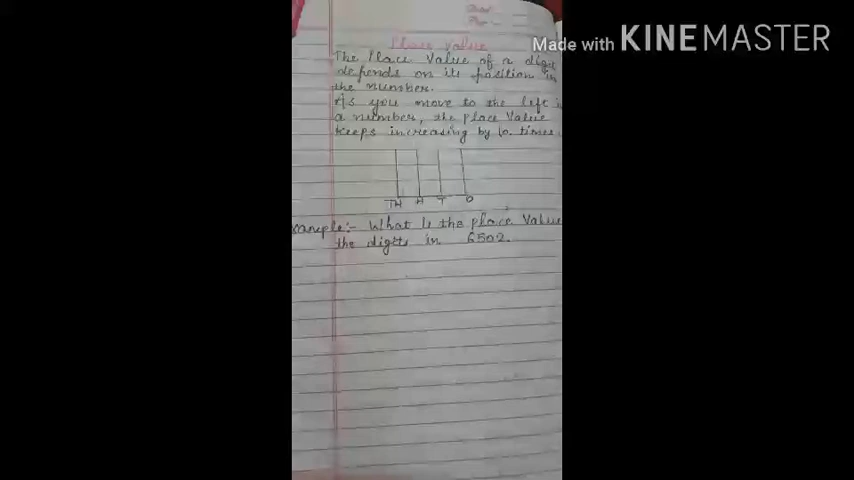 Made with KINEMASTER
Place Value
The Place Value of a digit
depends on its position in
the number.
As you move to the left in
a number, the place Value
keeps increasing by 10 times.
TH H T O
xample:- What is the place Value
the digits in 6502.